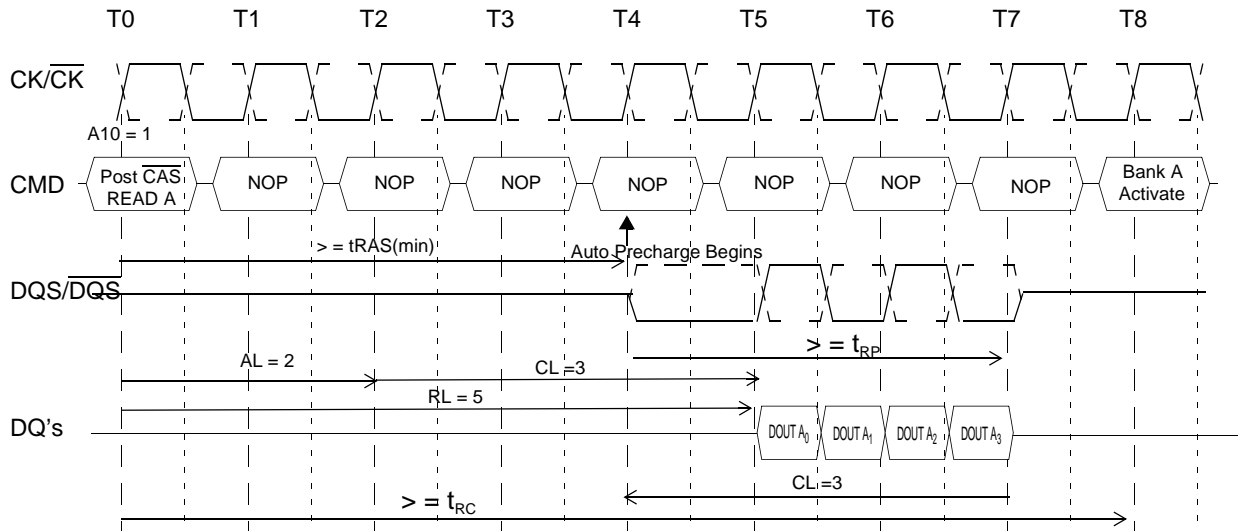 T0 T1 T2 T3 T4 T5 T6 T7 T8
CK/CK
A10 = 1
CMD
Post CAS
READ A
NOP NOP NOP NOP NOP NOP NOP
Bank A
Activate
> = tRAS(min)
Auto Precharge Begins
DQS/DQS
> = tRP
AL = 2
CL =3
RL = 5
DQ's
DOUT A0 DOUT A1 DOUT A2 DOUT A3
CL =3
> = tRC